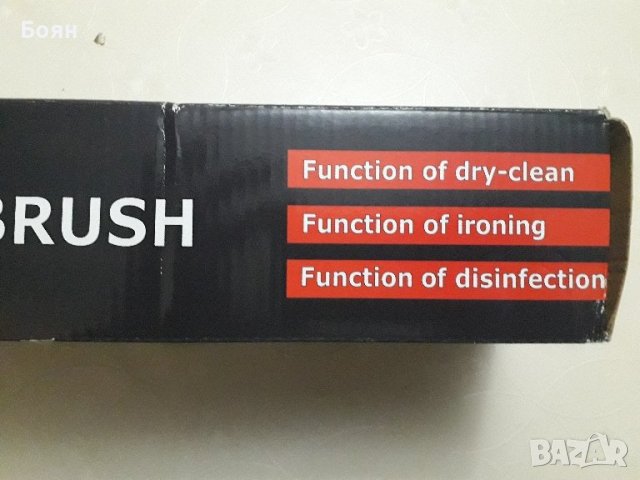 Боян
BRUSH
Function of dry-clean
Function of ironing
Function of disinfection
BAZAR